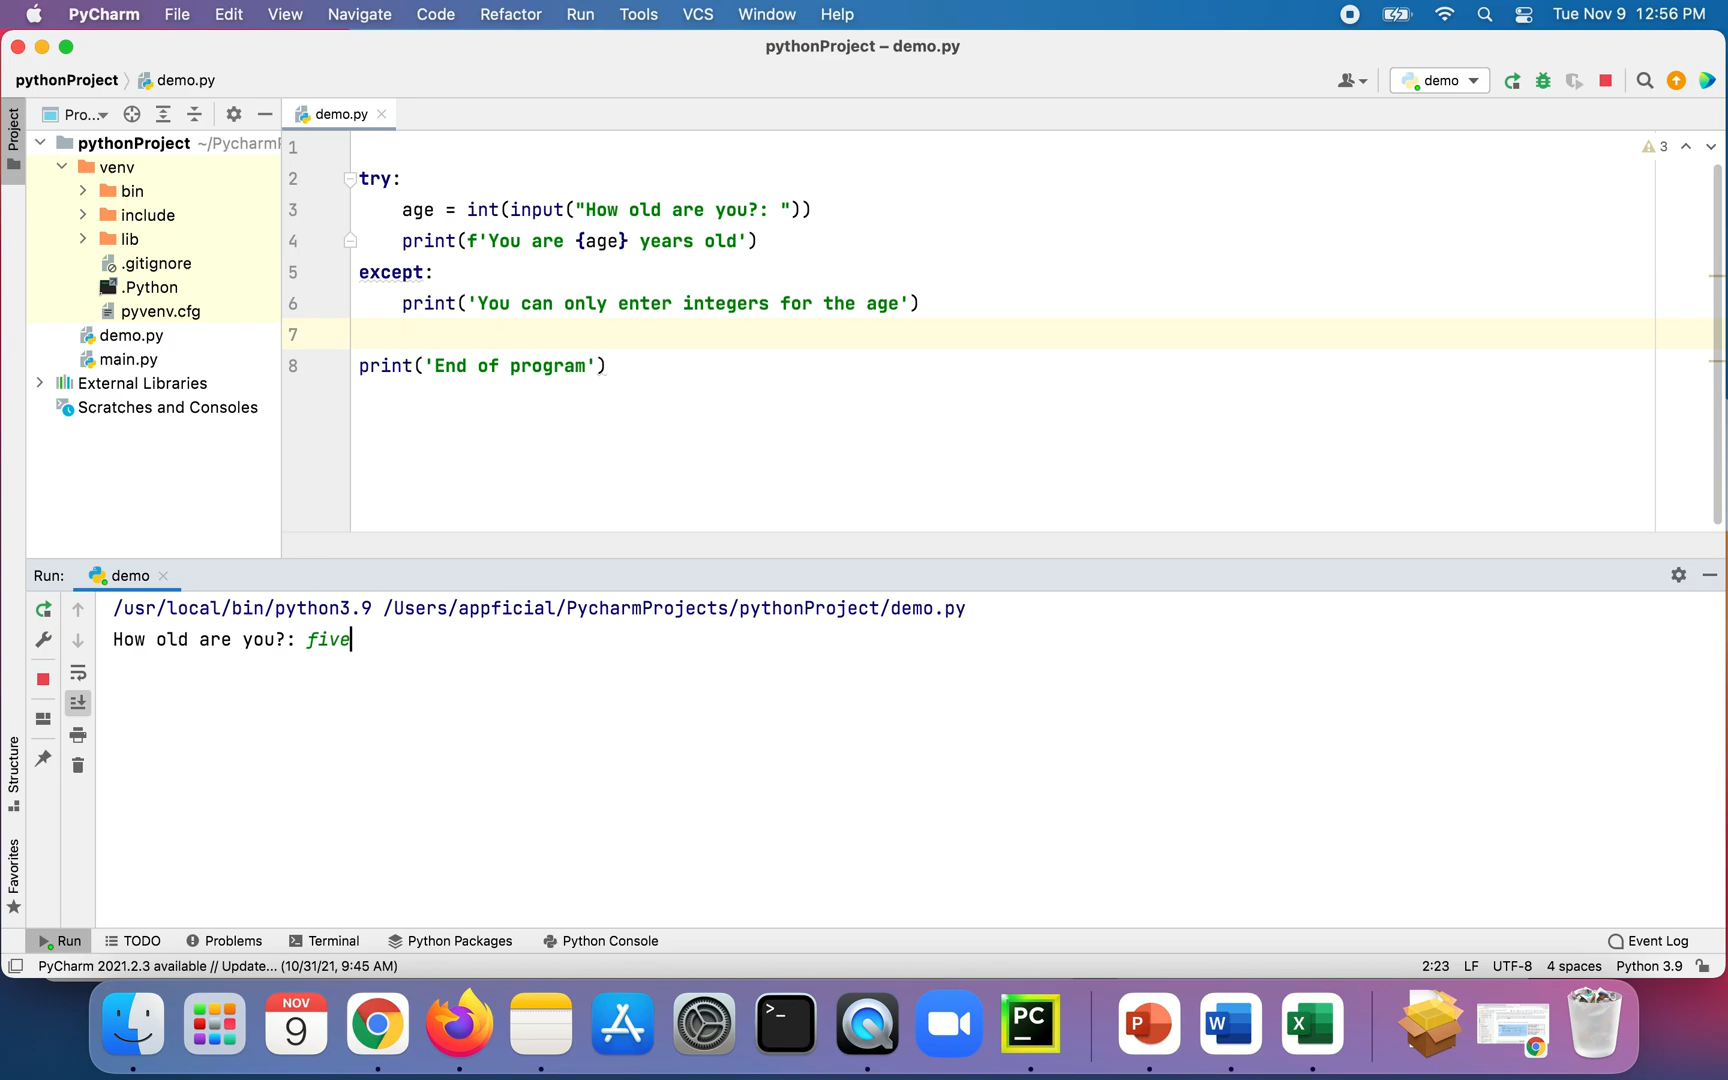 PyCharm File Edit View Navigate Code Refactor Run Tools VCS Window Help Tue Nov 9 12:56 PM
pythonProject – demo.py
pythonProject demo.py demo
Project Pro... demo.py
pythonProject ~/Pycharm
venv
bin
include
lib
.gitignore
.Python
pyvenv.cfg
demo.py
main.py
External Libraries
Scratches and Consoles
3
1
2 try:
3 age = int(input("How old are you?: "))
4 print(f'You are {age} years old')
5 except:
6 print('You can only enter integers for the age')
7
8 print('End of program')
Run: demo
/usr/local/bin/python3.9 /Users/appficial/PycharmProjects/pythonProject/demo.py
How old are you?: five
Structure
Favorites
Run TODO Problems Terminal Python Packages Python Console Event Log
PyCharm 2021.2.3 available // Update... (10/31/21, 9:45 AM) 2:23 LF UTF-8 4 spaces Python 3.9
NOV
9
>_
PC
P
W
X